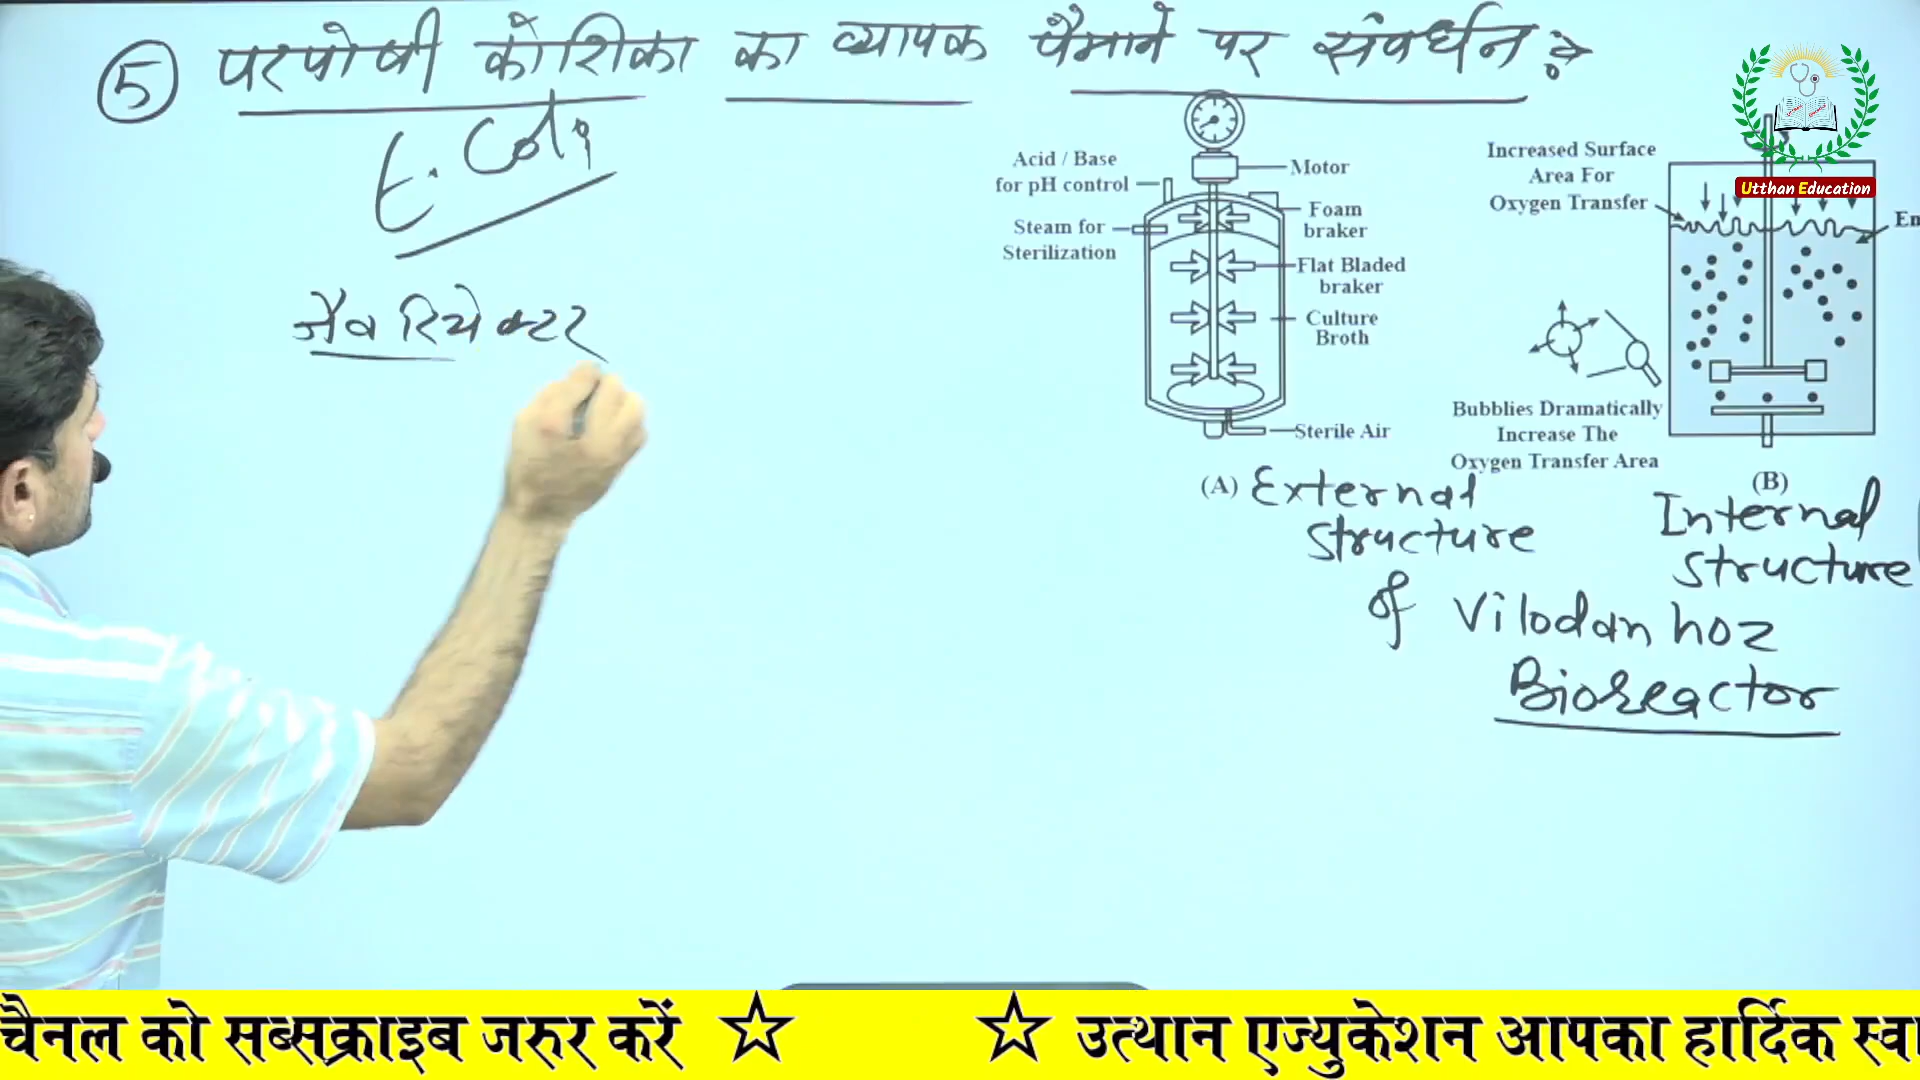 ⑤ परपोषी कोशिका का व्यापक पैमाने पर संवर्धन :
E. Coli
जैव रियेक्टर
Acid / Base
for pH control
Steam for
Sterilization
Motor
Foam
braker
Flat Bladed
braker
Culture
Broth
Sterile Air
(A)
External
structure
Increased Surface
Area For
Oxygen Transfer
Bubblies Dramatically
Increase The
Oxygen Transfer Area
(B)
Internal
structure
of Vilodan hoz
Bioreactor
Utthan Education
चैनल को सब्सक्राइब जरुर करें ☆ ☆ उत्थान एज्युकेशन आपका हार्दिक